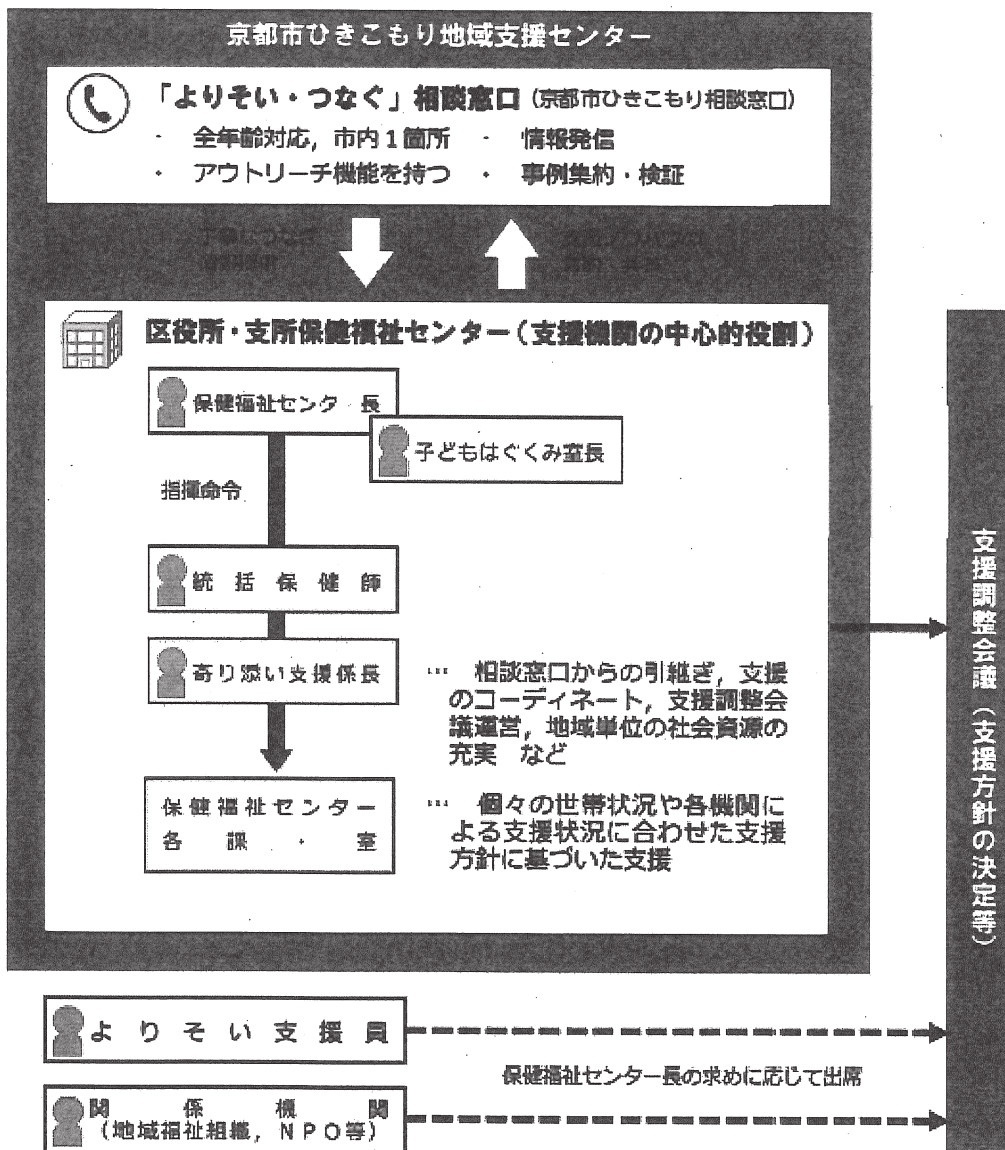 京都市ひきこもり地域支援センター
「よりそい・つなぐ」相談窓口（京都市ひきこもり相談窓口）
・ 全年齢対応，市内１箇所 ・ 情報発信
・ アウトリーチ機能を持つ ・ 事例集約・検証
区役所・支所保健福祉センター（支援機関の中心的役割）
保健福祉センタ 長
子どもはぐくみ室長
指揮命令
統括保健師
寄り添い支援係長
… 相談窓口からの引継ぎ，支援
のコーディネート，支援調整会
議運営，地域単位の社会資源の
充実 など
保健福祉センター
各課・室
… 個々の世帯状況や各機関に
よる支援状況に合わせた支援
方針に基づいた支援
支援調整会議（支援方針の決定等）
よりそい支援員
保健福祉センター長の求めに応じて出席
関係機関
（地域福祉組織，ＮＰＯ等）